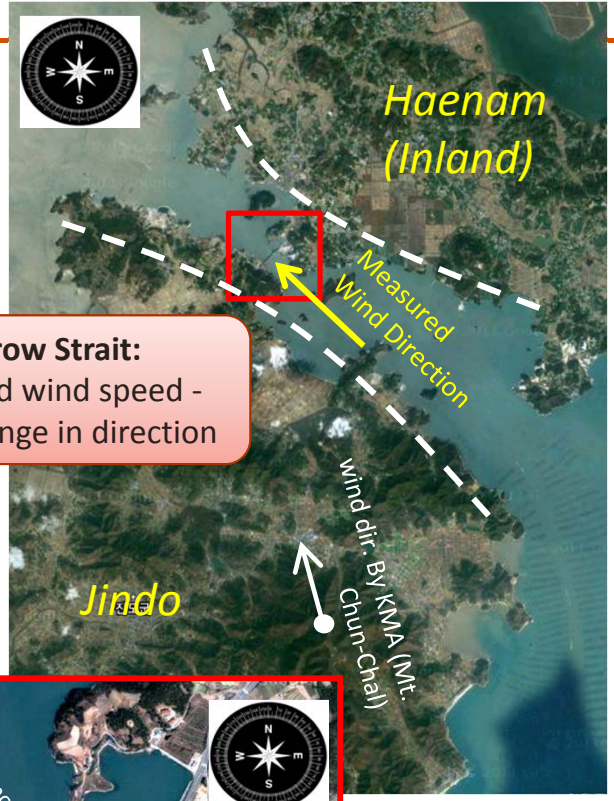 N
W E
S
Haenam
(Inland)
Measured
Wind Direction
row Strait:
d wind speed -
nge in direction
wind dir. By KMA (Mt.
Chun-Chal)
Jindo
N
W E
S